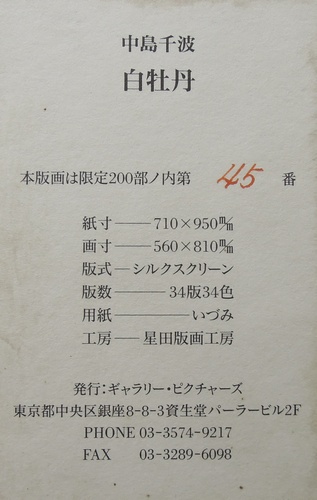 中島千波
白牡丹
本版画は限定200部ノ内第 45 番
紙寸——710×950㎜
画寸——560×810㎜
版式—シルクスクリーン
版数———34版34色
用紙————いづみ
工房——星田版画工房
発行：ギャラリー・ピクチャーズ
東京都中央区銀座8-8-3資生堂パーラービル2F
PHONE 03-3574-9217
FAX 03-3289-6098